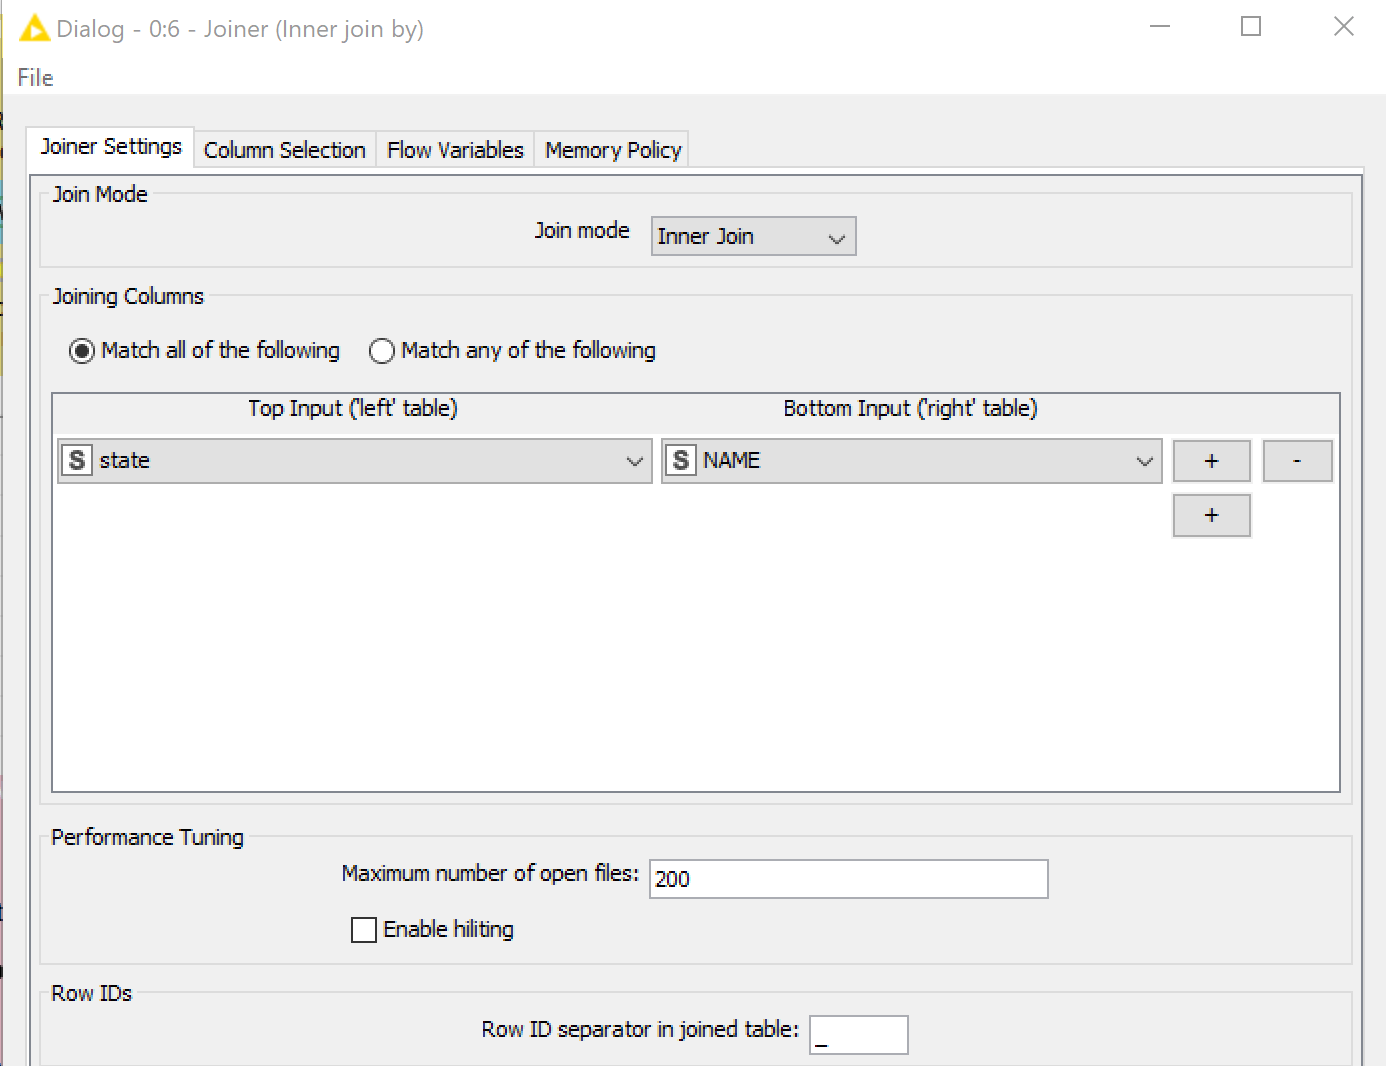 Dialog - 0:6 - Joiner (Inner join by)
File
Joiner Settings Column Selection Flow Variables Memory Policy
Join Mode
Join mode Inner Join
Joining Columns
Match all of the following Match any of the following
Top Input ('left' table) Bottom Input ('right' table)
S state S NAME + -
+
Performance Tuning
Maximum number of open files: 200
Enable hiliting
Row IDs
Row ID separator in joined table: _